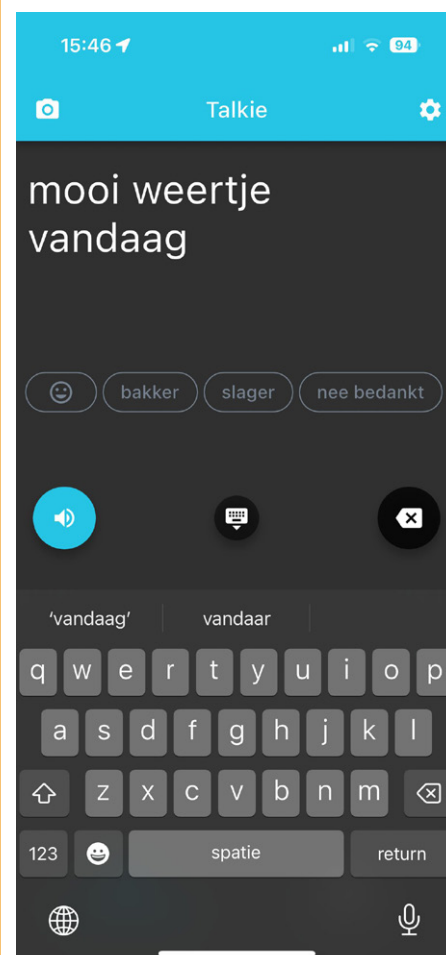 15:46
94
Talkie
mooi weertje
vandaag
bakker
slager
nee bedankt
‘vandaag’
vandaar
q w e r t y u i o p
a s d f g h j k l
z x c v b n m
123
spatie
return